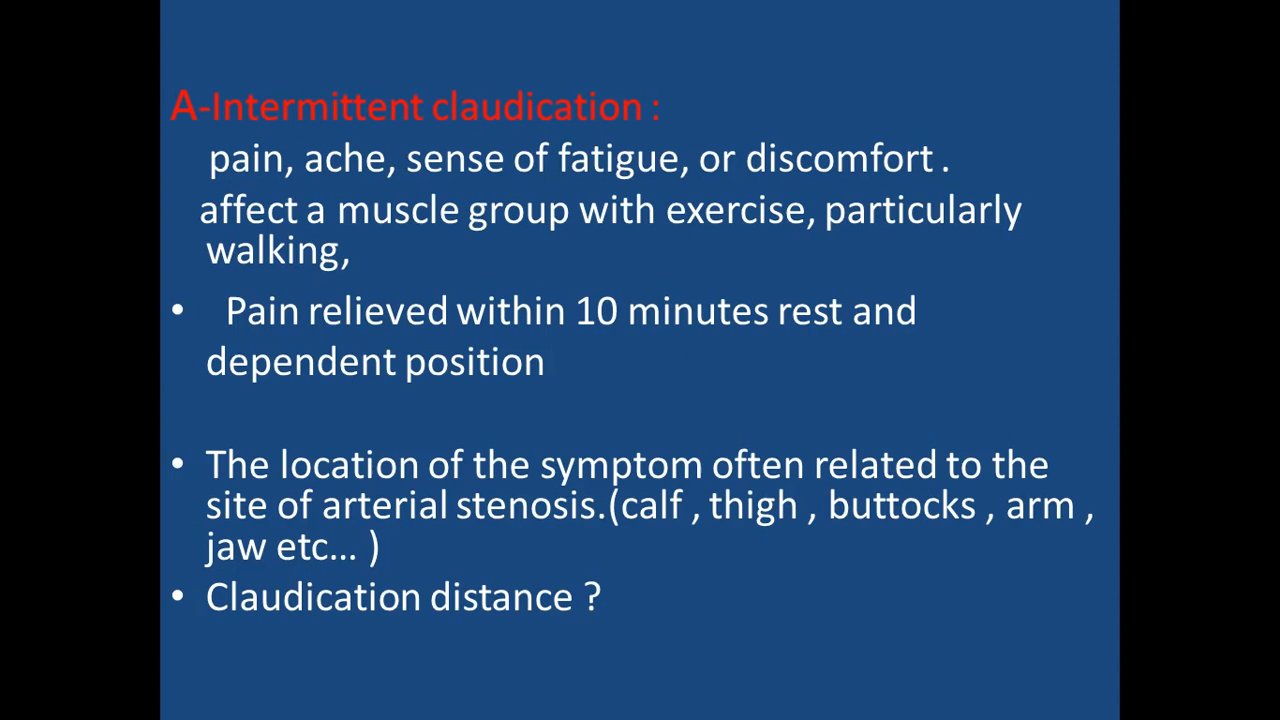 A-Intermittent claudication :
pain, ache, sense of fatigue, or discomfort .
affect a muscle group with exercise, particularly
walking,
• Pain relieved within 10 minutes rest and
dependent position
• The location of the symptom often related to the
site of arterial stenosis.(calf , thigh , buttocks , arm ,
jaw etc... )
• Claudication distance ?